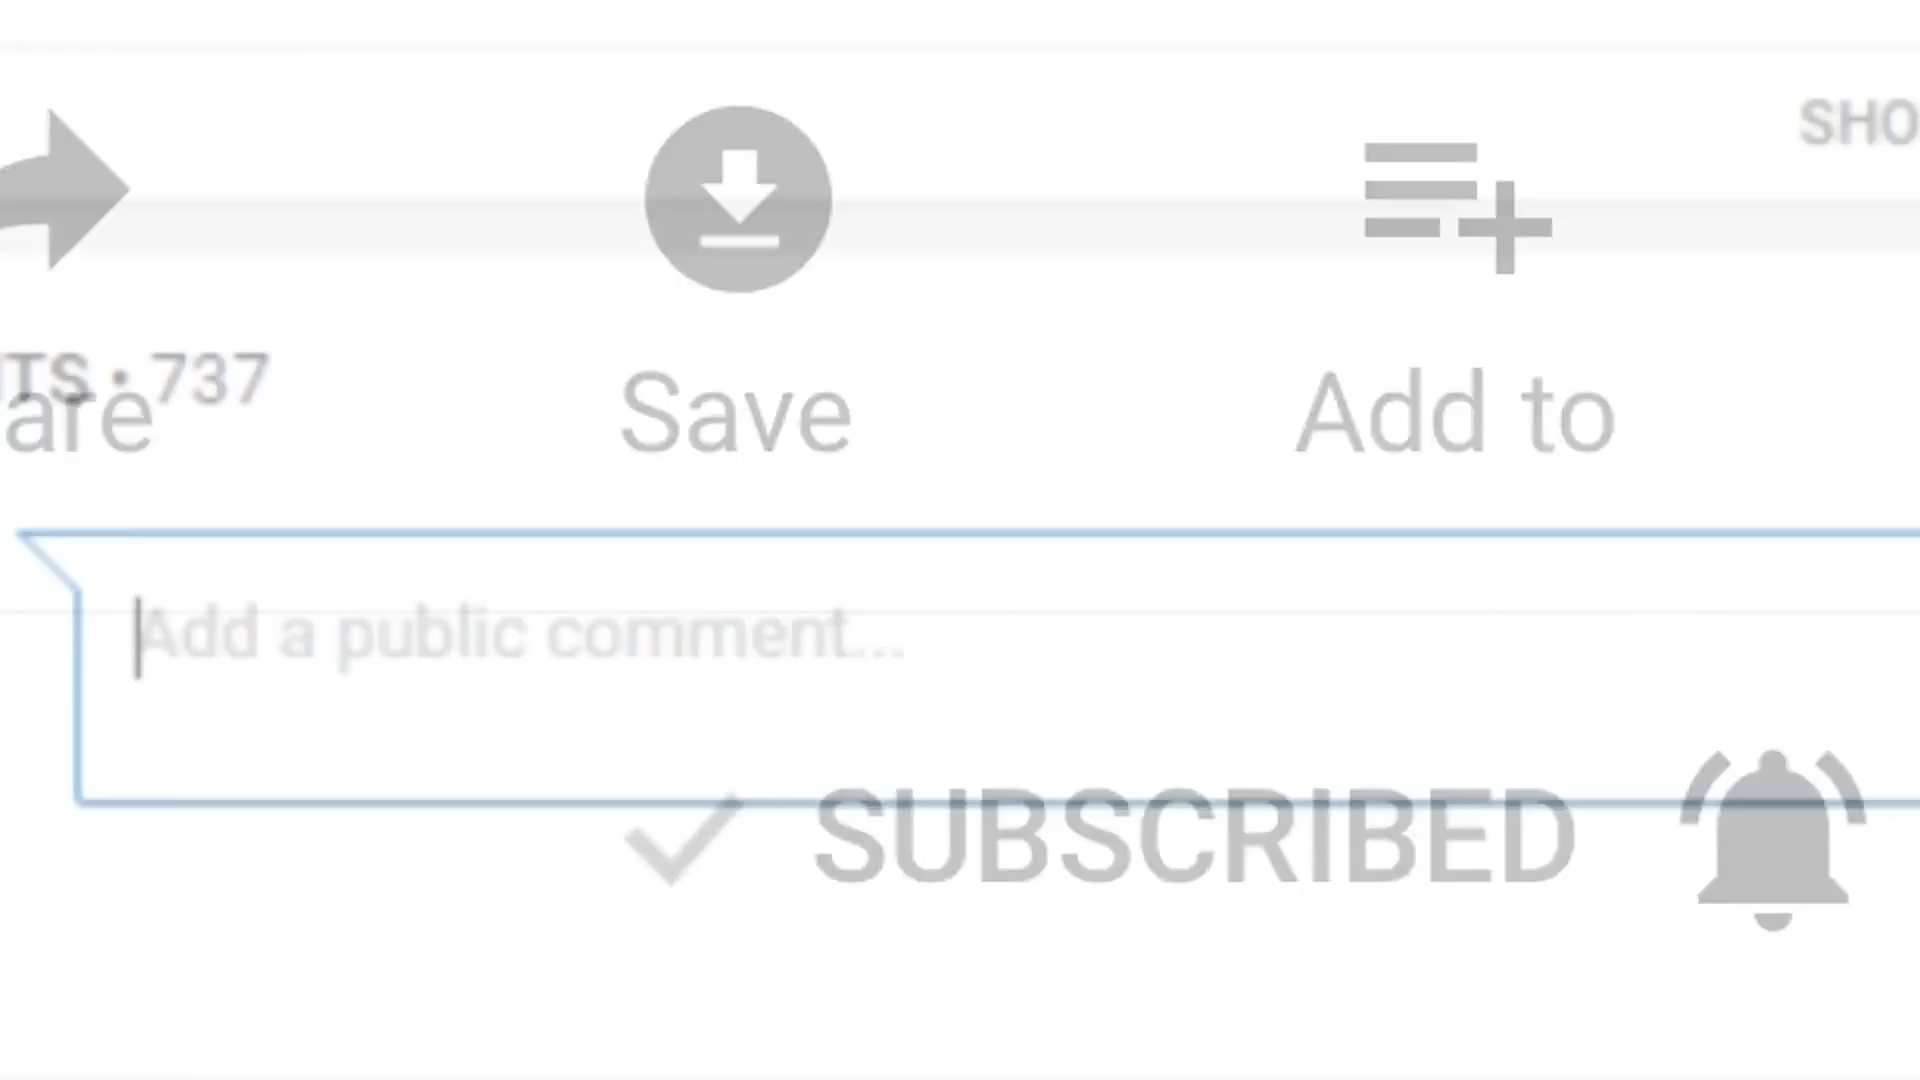 SHO
TS • 737
are
Save
Add to
Add a public comment...
SUBSCRIBED